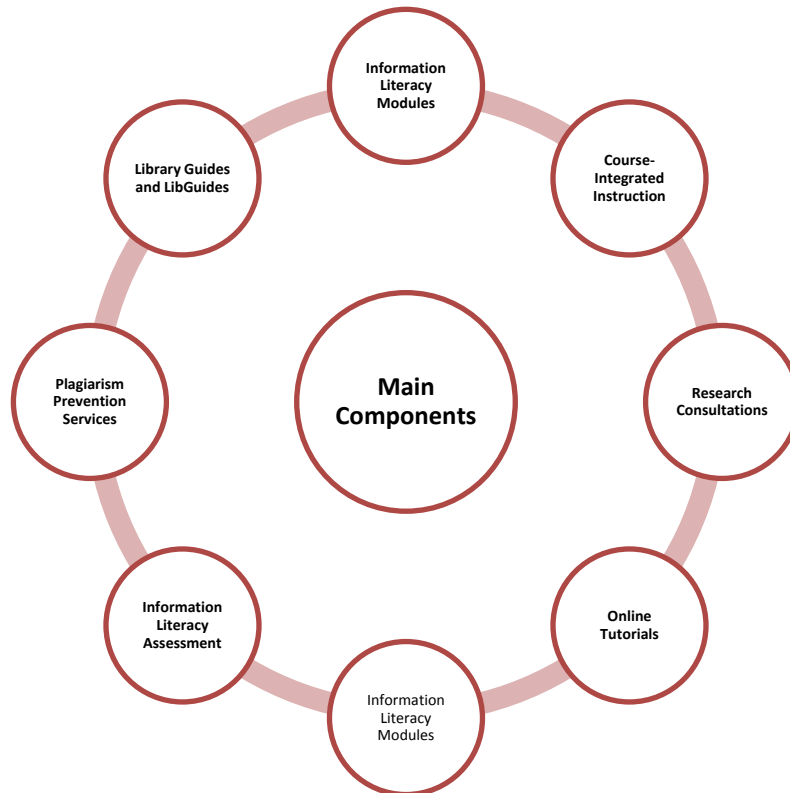 Information
Literacy
Modules
Course-
Integrated
Instruction
Research
Consultations
Online
Tutorials
Information
Literacy
Modules
Information
Literacy
Assessment
Plagiarism
Prevention
Services
Library Guides
and LibGuides
Main
Components